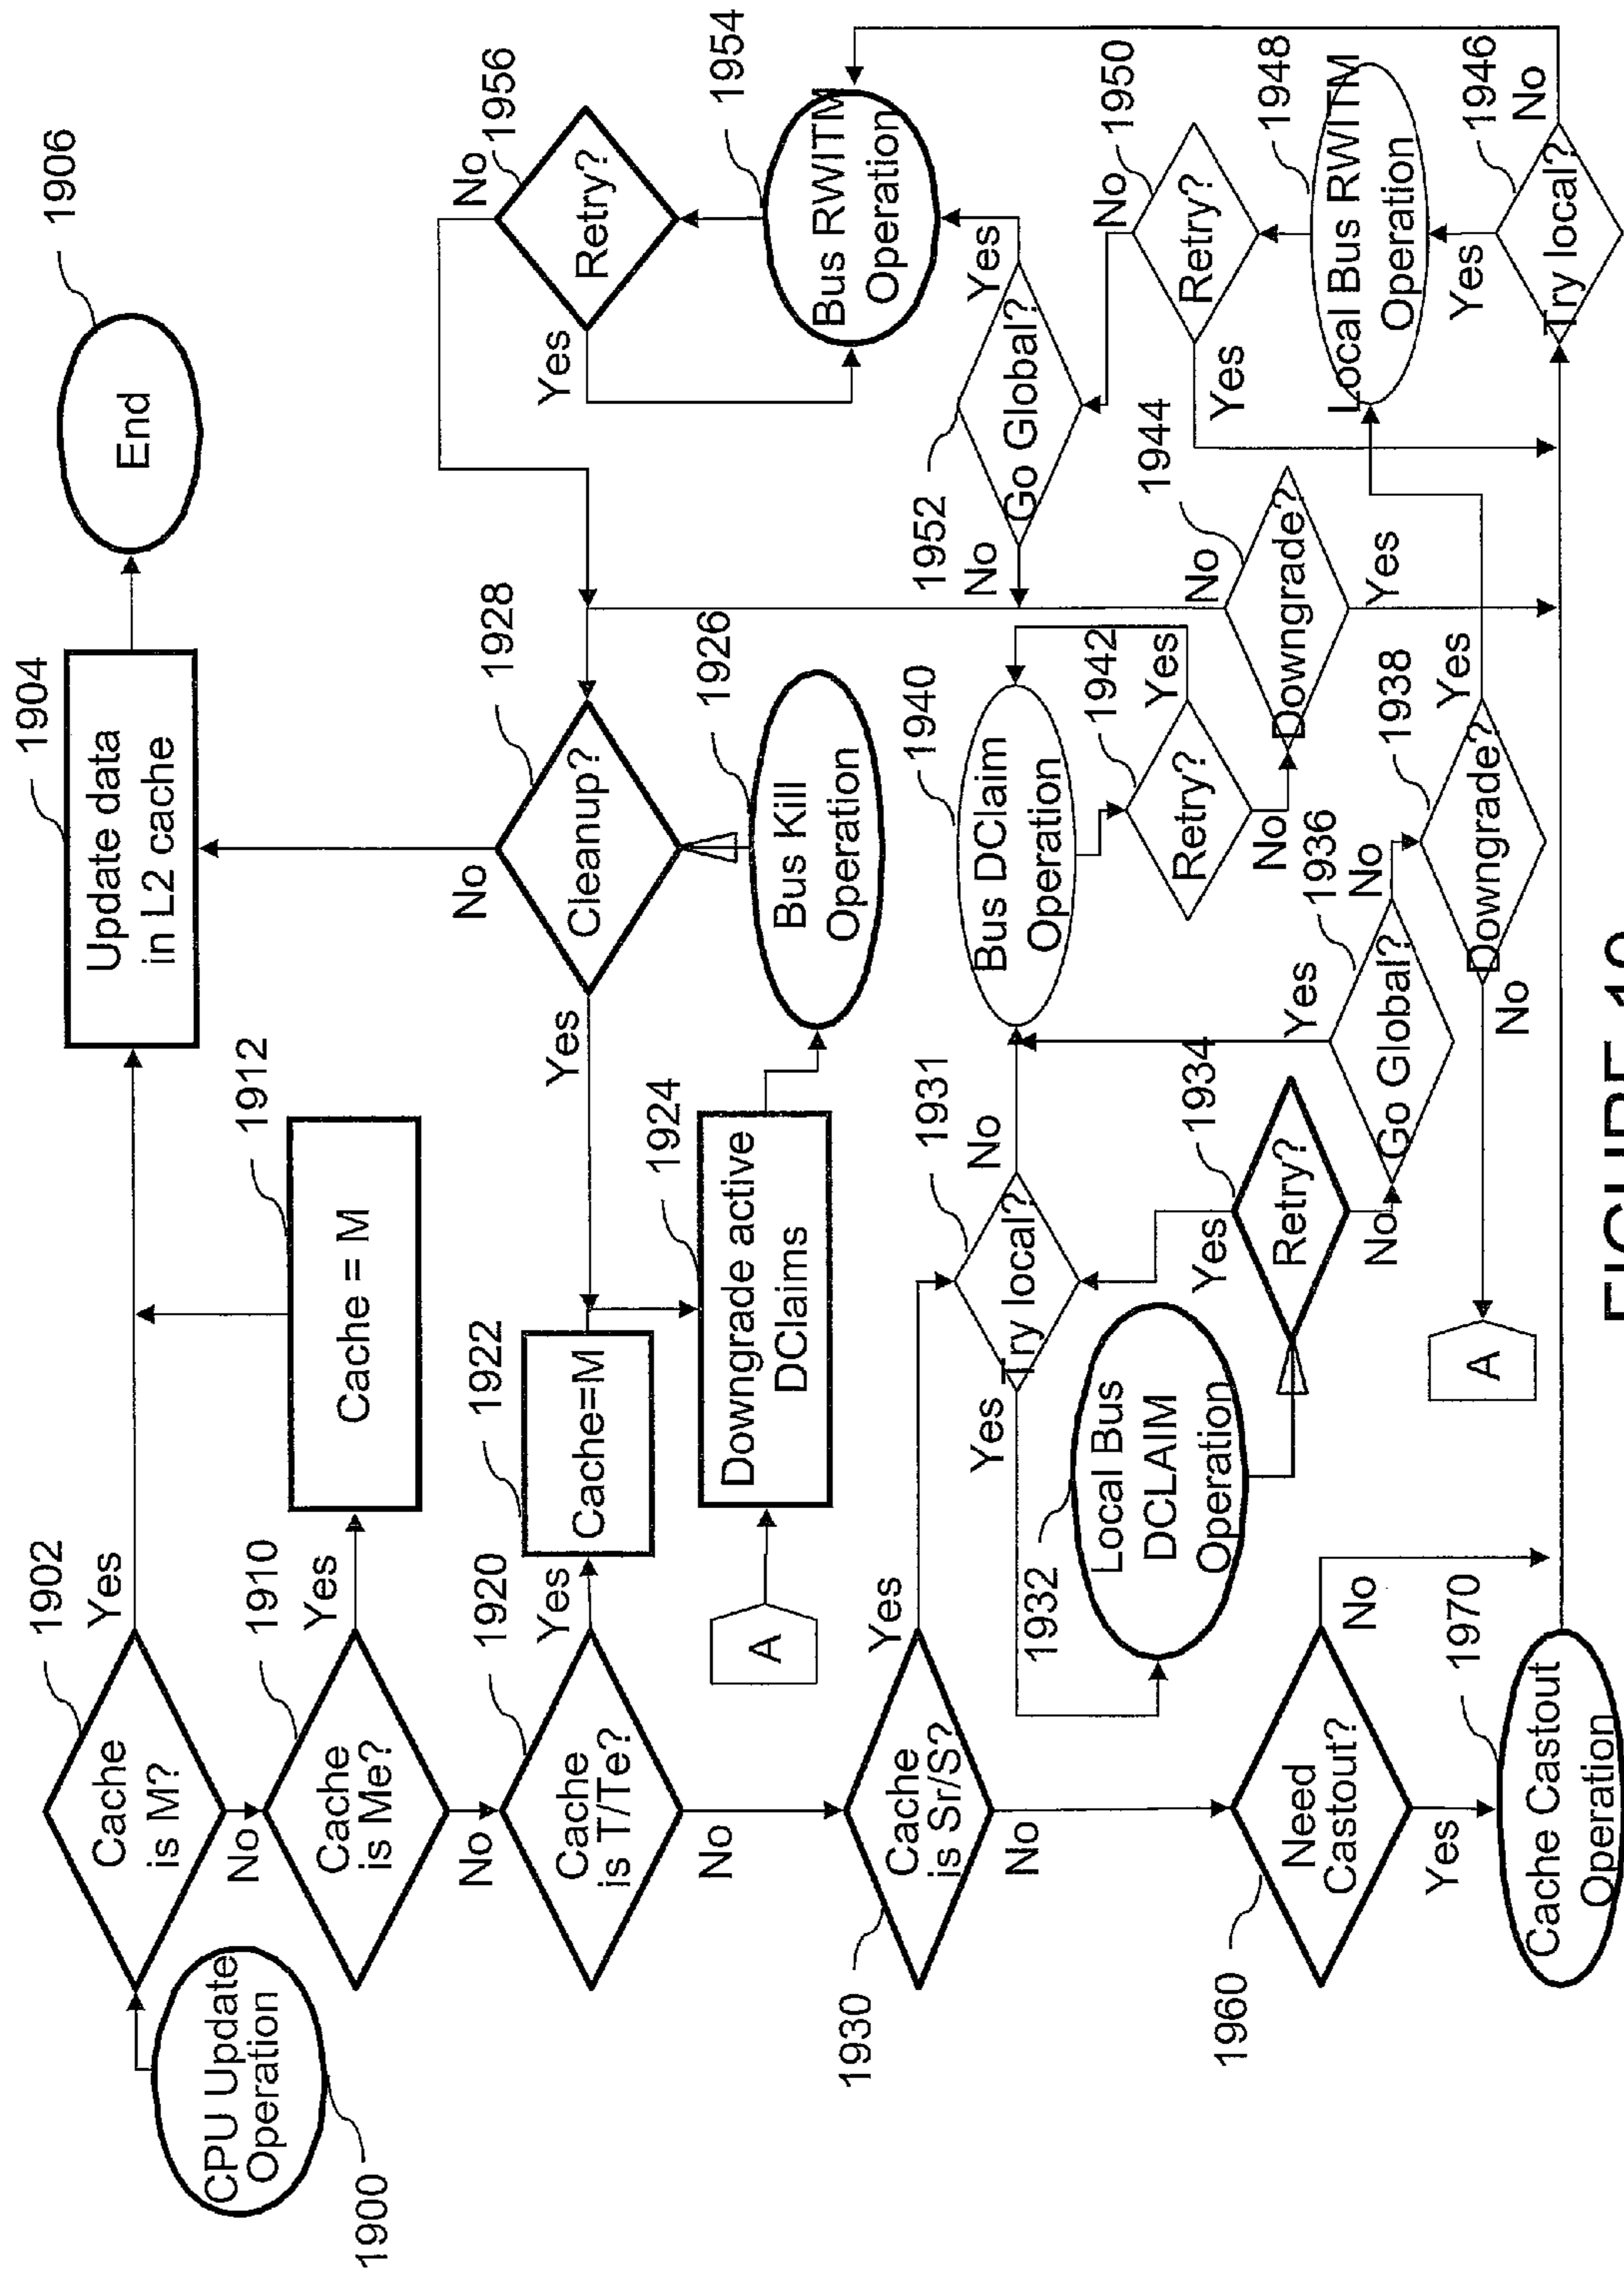 1900
CPU Update
Operation
1902
Cache
is M?
Yes
No
1904
Update data
in L2 cache
1906
End
1910
Cache
is Me?
Yes
No
1912
Cache = M
1920
Cache
is T/Te?
Yes
No
1922
Cache=M
1924
Downgrade active
DClaims
A
Yes
1928
Cleanup?
No
1926
Bus Kill
Operation
1956
Retry?
No
Yes
1954
Bus RWITM
Operation
1930
Cache
is Sr/S?
Yes
No
1931
Try local?
Yes
No
1932
Local Bus
DCLAIM
Operation
1934
Retry?
Yes
No
1936
Go Global?
Yes
No
1938
Downgrade?
Yes
No
A
1940
Bus DClaim
Operation
1942
Retry?
Yes
No
1944
Downgrade?
No
Yes
1952
Go Global?
No
Yes
1950
Retry?
No
Yes
1948
Local Bus RWITM
Operation
1946
Try local?
Yes
No
1960
Need
Castout?
Yes
No
1970
Cache Castout
Operation